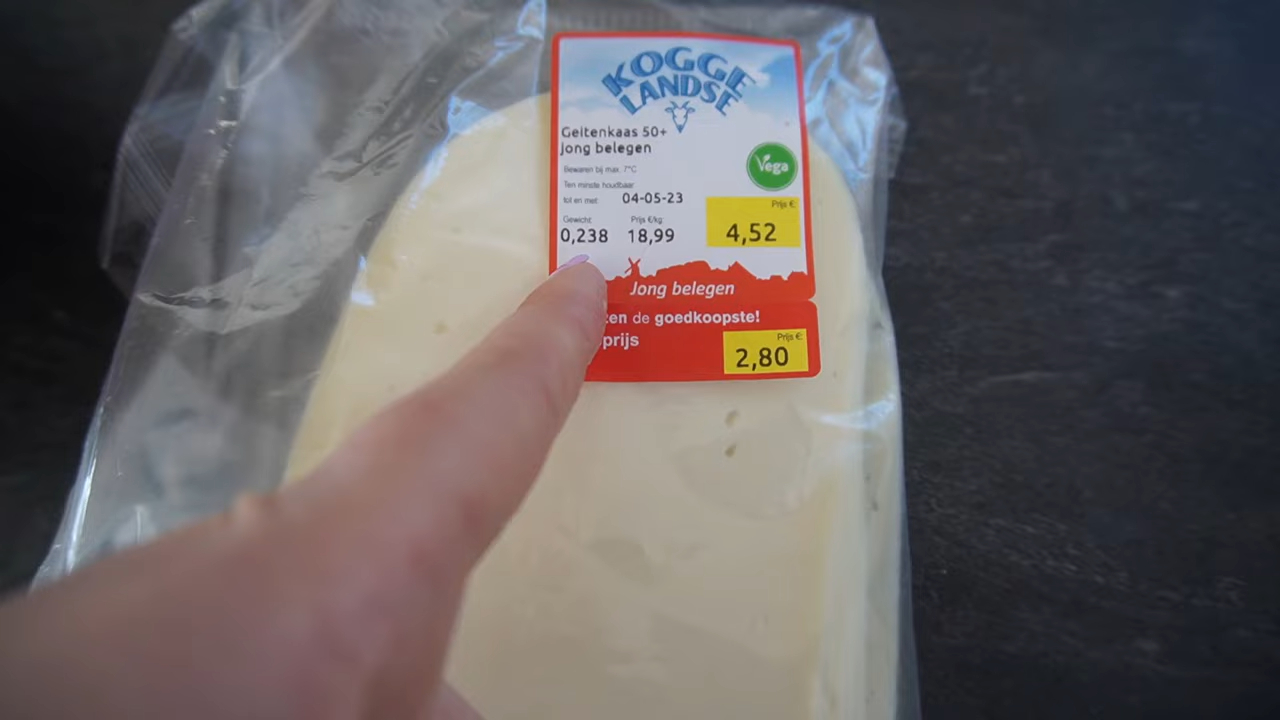 KOGGE
LANDSE
Geitenkaas 50+
Jong belegen
Bewaren bij max. 7°C
Vega
Ten minste houdbaar
tot en met: 04-05-23
Prijs €:
Gewicht: Prijs €/kg:
0,238 18,99 4,52
Jong belegen
de goedkoopste!
prijs
Prijs €:
2,80